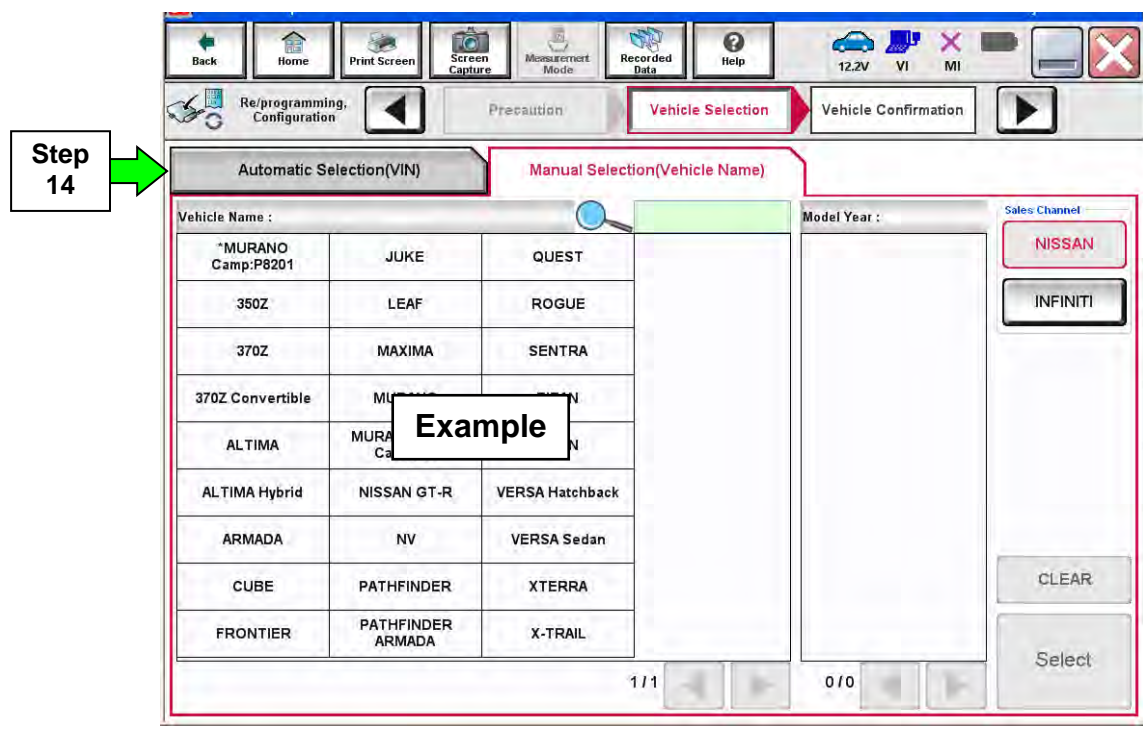 Back
Home
Print Screen
Screen
Capture
Measurement
Mode
Recorded
Data
Help
12.2V
VI
MI
Re/programming,
Configuration
Precaution
Vehicle Selection
Vehicle Confirmation
Step
14
Automatic Selection(VIN)
Manual Selection(Vehicle Name)
Vehicle Name :
Model Year :
Sales Channel
*MURANO
Camp:P8201
JUKE
QUEST
NISSAN
350Z
LEAF
ROGUE
INFINITI
370Z
MAXIMA
SENTRA
370Z Convertible
Example
ALTIMA
ALTIMA Hybrid
NISSAN GT-R
VERSA Hatchback
ARMADA
NV
VERSA Sedan
CUBE
PATHFINDER
XTERRA
CLEAR
FRONTIER
PATHFINDER
ARMADA
X-TRAIL
Select
1/1
0/0